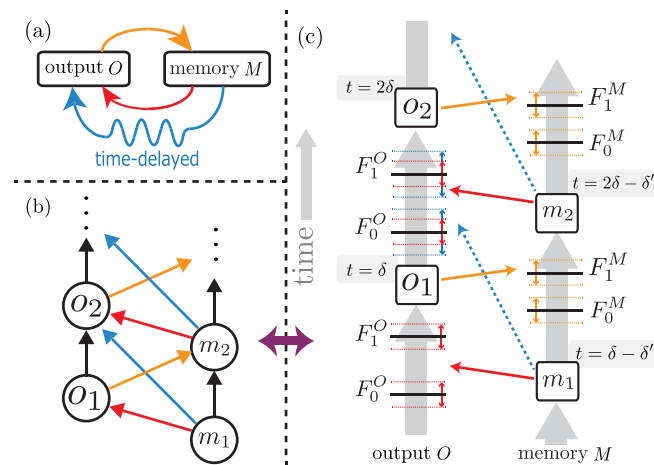 (a)
output O
memory M
time-delayed
(b)
O₂
m₂
O₁
m₁
(c)
time
t = 2δ
O₂
F₁ᴹ
F₀ᴹ
F₁ᴼ
t = 2δ − δ′
m₂
F₀ᴼ
t = δ
O₁
F₁ᴹ
F₀ᴹ
F₁ᴼ
t = δ − δ′
m₁
F₀ᴼ
output O
memory M